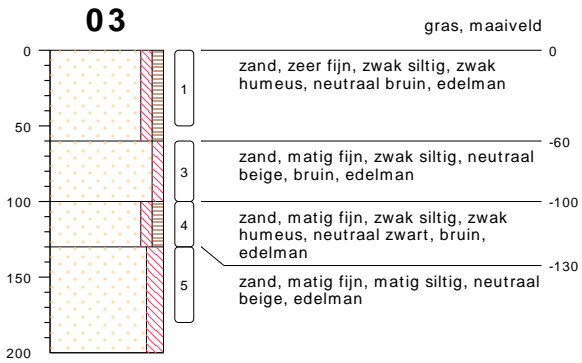 03
gras, maaiveld
0
0
zand, zeer fijn, zwak siltig, zwak
humeus, neutraal bruin, edelman
1
50
-60
zand, matig fijn, zwak siltig, neutraal
beige, bruin, edelman
3
100
-100
zand, matig fijn, zwak siltig, zwak
humeus, neutraal zwart, bruin,
edelman
4
-130
150
zand, matig fijn, matig siltig, neutraal
beige, edelman
5
200